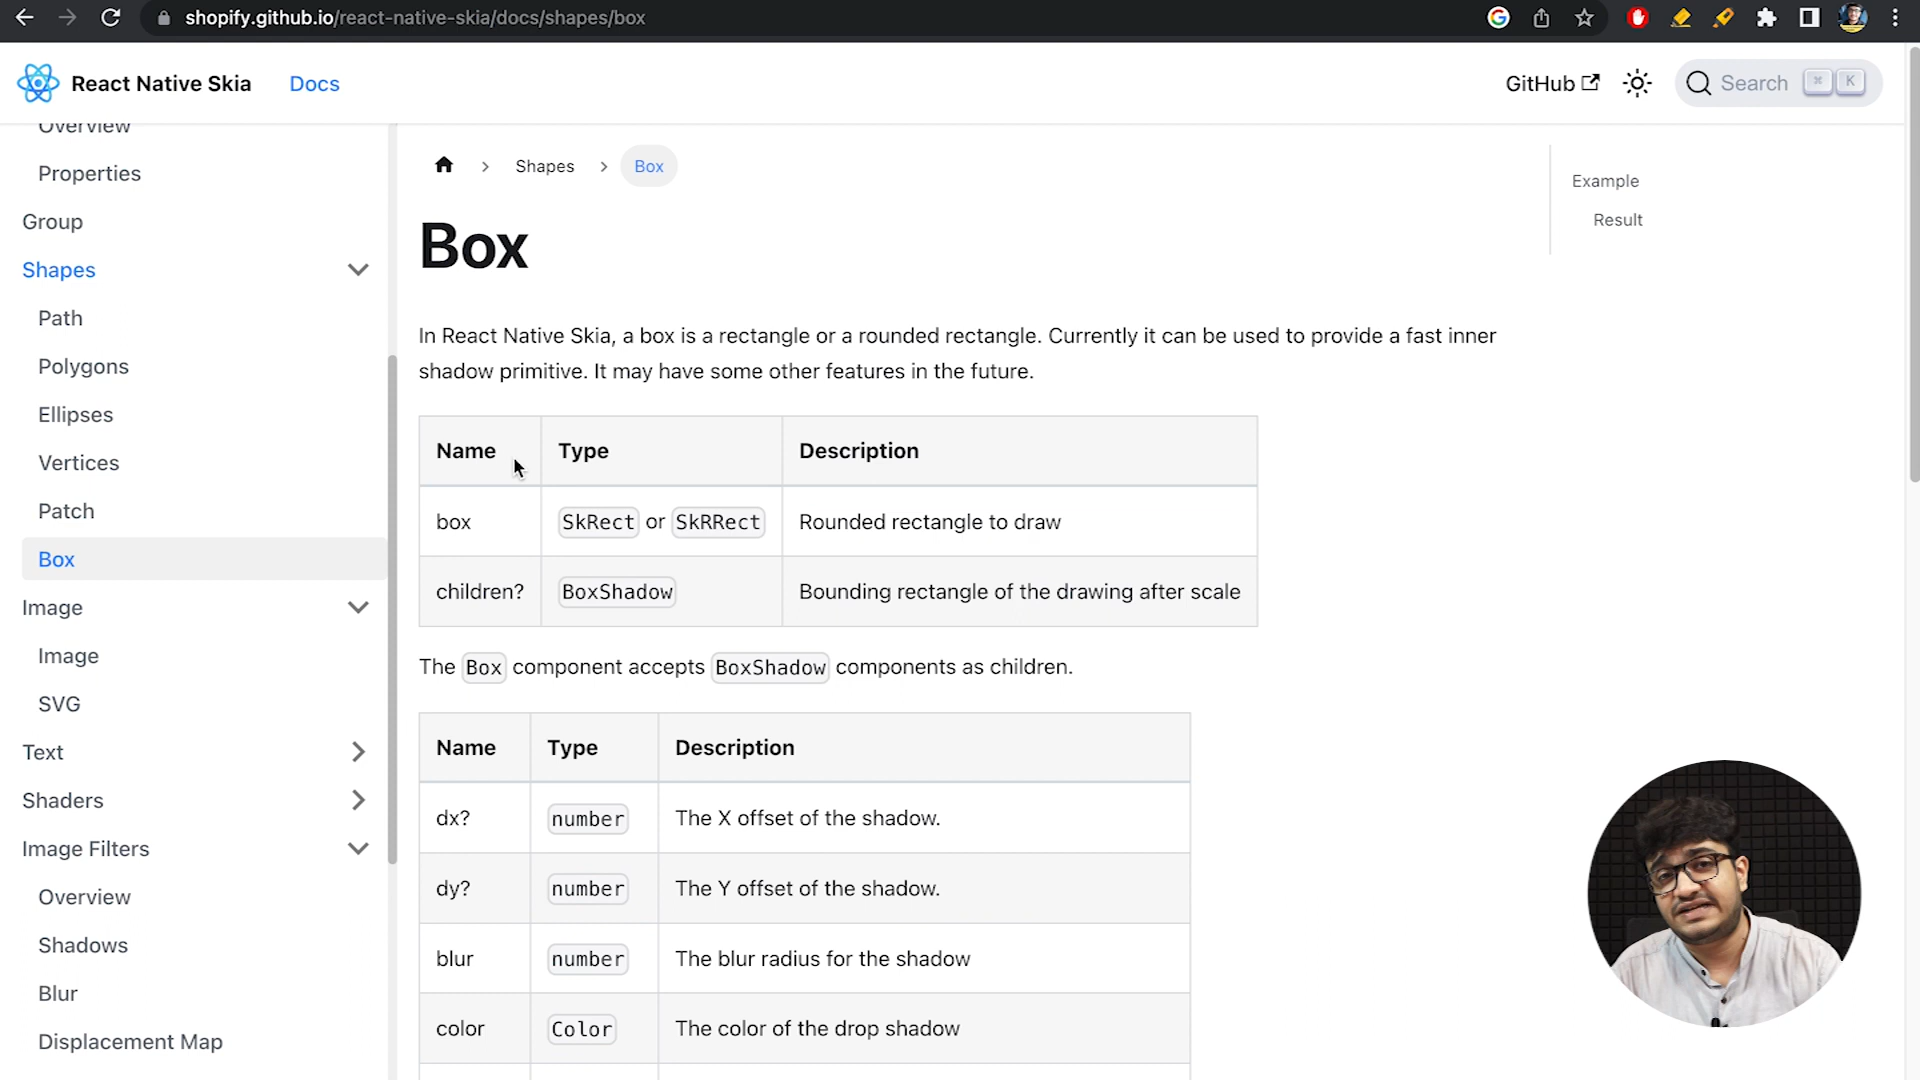 shopify.github.io/react-native-skia/docs/shapes/box
React Native Skia
Docs
GitHub
Search
⌘ K
Overview
Properties
Group
Shapes
Path
Polygons
Ellipses
Vertices
Patch
Box
Image
Image
SVG
Text
Shaders
Image Filters
Overview
Shadows
Blur
Displacement Map
Shapes
Box
Box
In React Native Skia, a box is a rectangle or a rounded rectangle. Currently it can be used to provide a fast inner
shadow primitive. It may have some other features in the future.
Name Type Description
box SkRect or SkRRect Rounded rectangle to draw
children? BoxShadow Bounding rectangle of the drawing after scale
The Box component accepts BoxShadow components as children.
Name Type Description
dx? number The X offset of the shadow.
dy? number The Y offset of the shadow.
blur number The blur radius for the shadow
color Color The color of the drop shadow
Example
Result